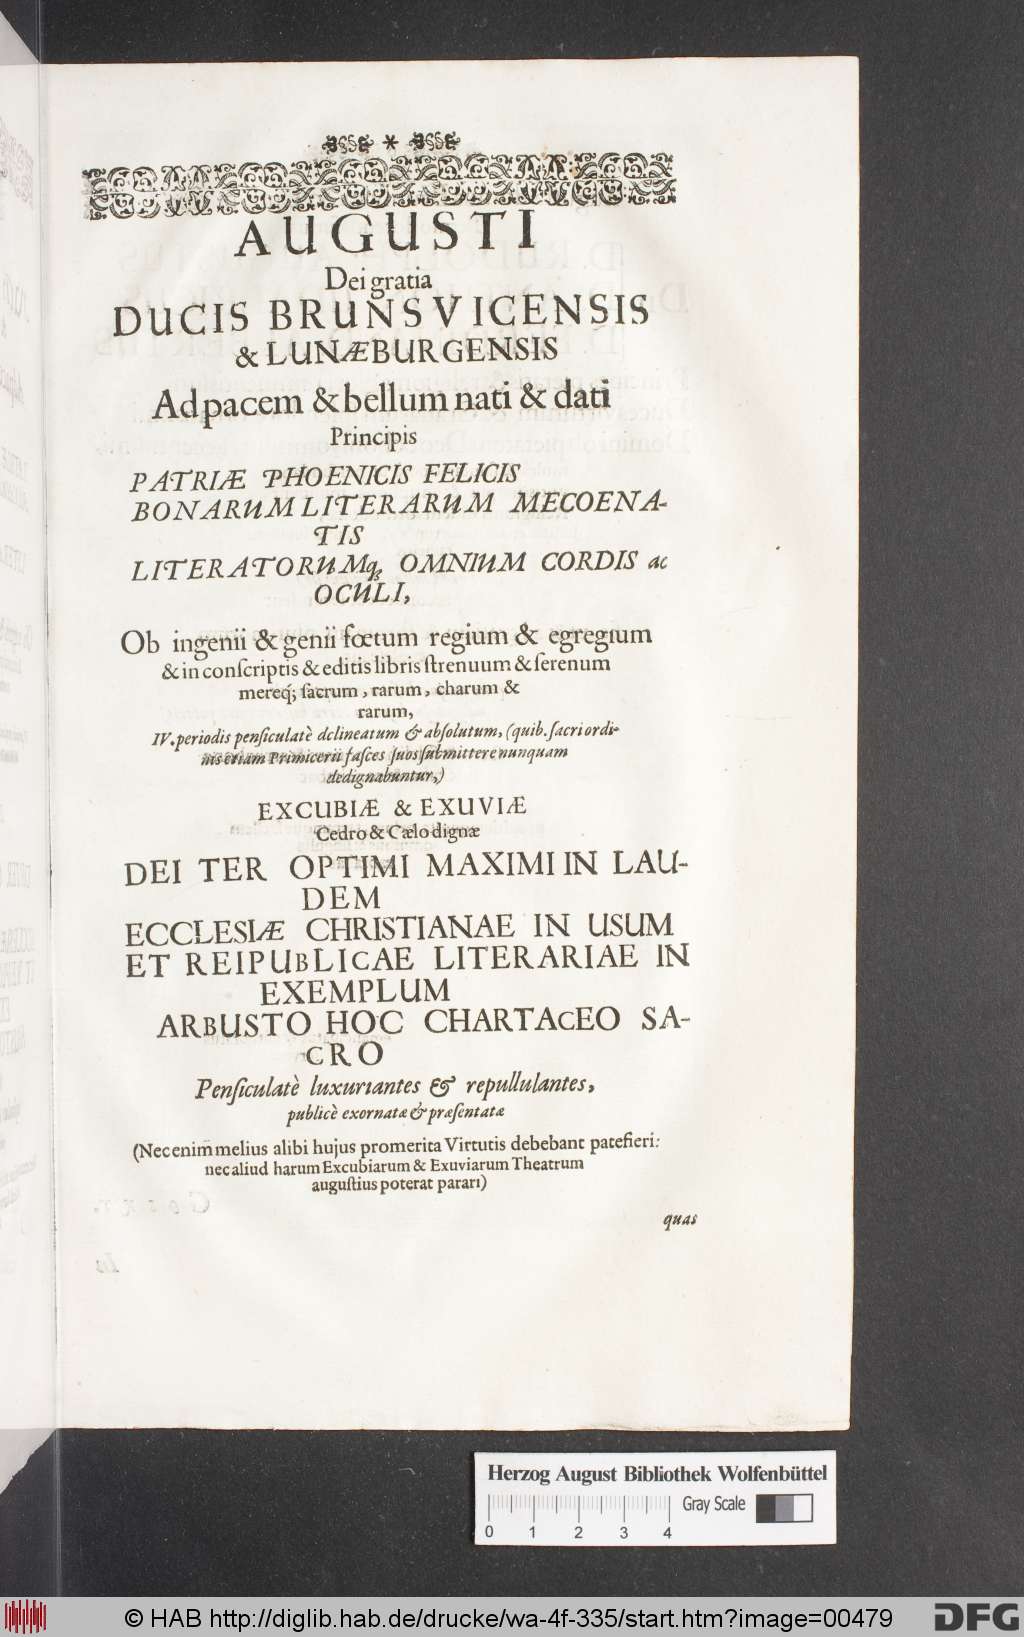 AUGUSTI
Dei gratia
DUCIS BRUNSVICENSIS
& LUNÆBURGENSIS
Ad pacem & bellum nati & dati
Principis
PATRIÆ PHOENICIS FELICIS
BONARUM LITERARUM MECOENA-
TIS
LITERATORUMq; OMNIUM CORDIS ac
OCULI,
Ob ingenii & genii fœtum regium & egregium
& in conſcriptis & editis libris ſtrenuum & ſerenum
mereq́; ſacrum, rarum, charum &
rarum,
IV. periodis penſiculatè delineatum & abſolutum, (quib. ſacri ordi-
nis etiam Primicerii faſces ſuos ſubmittere nunquam
dedignabuntur,)
EXCUBIÆ & EXUVIÆ
Cedro & Cælo dignæ
DEI TER OPTIMI MAXIMI IN LAU-
DEM
ECCLESIÆ CHRISTIANAE IN USUM
ET REIPUBLICAE LITERARIAE IN
EXEMPLUM
ARBUSTO HOC CHARTACEO SA-
CRO
Penſiculatè luxuriantes & repullulantes,
publicè exornatæ & præſentatæ
(Nec enim̃ melius alibi hujus promerita Virtutis debebant patefieri:
nec aliud harum Excubiarum & Exuviarum Theatrum
auguſtius poterat parari)
quas
Herzog August Bibliothek Wolfenbüttel
Gray Scale
0 1 2 3 4
© HAB http://diglib.hab.de/drucke/wa-4f-335/start.htm?image=00479
DFG